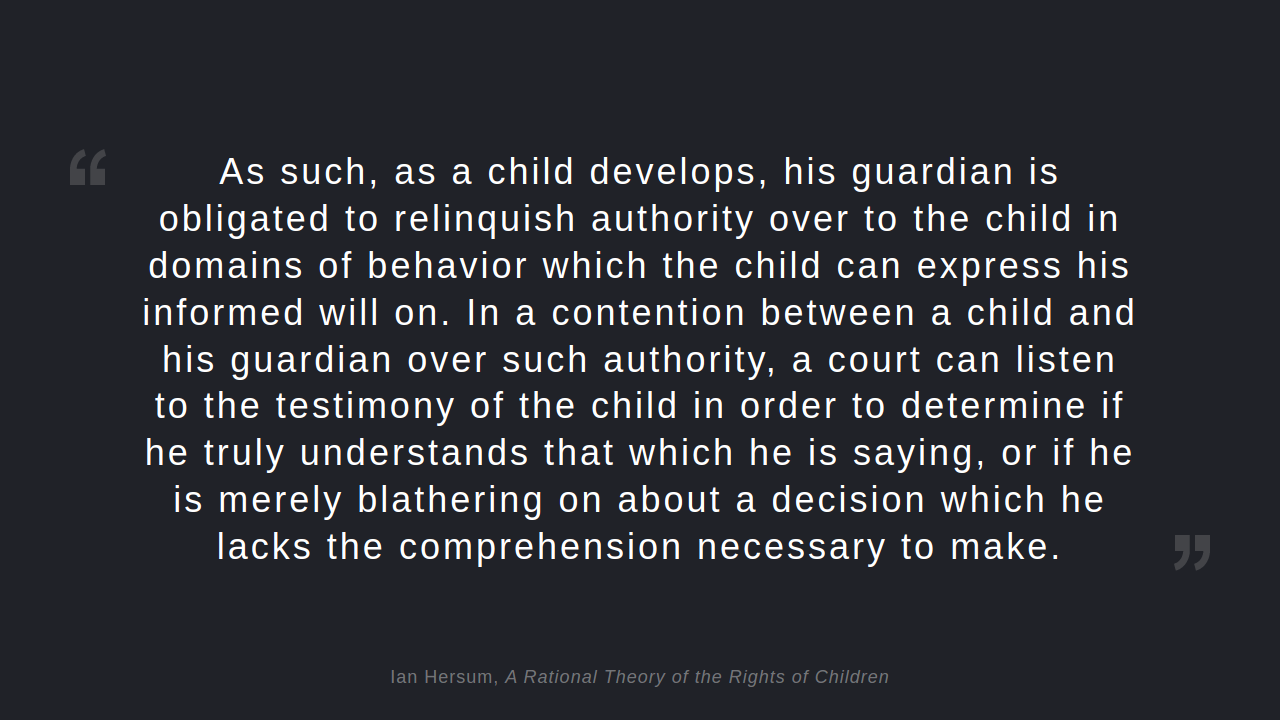 “
As such, as a child develops, his guardian is
obligated to relinquish authority over to the child in
domains of behavior which the child can express his
informed will on. In a contention between a child and
his guardian over such authority, a court can listen
to the testimony of the child in order to determine if
he truly understands that which he is saying, or if he
is merely blathering on about a decision which he
lacks the comprehension necessary to make.
”
Ian Hersum, A Rational Theory of the Rights of Children